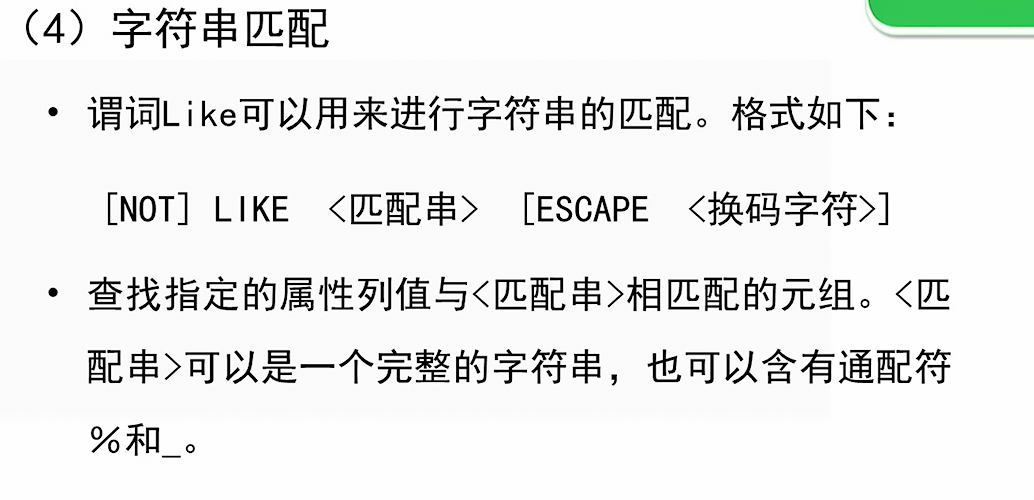 （4）字符串匹配
• 谓词Like可以用来进行字符串的匹配。格式如下：
[NOT] LIKE <匹配串> [ESCAPE <换码字符>]
• 查找指定的属性列值与<匹配串>相匹配的元组。<匹
配串>可以是一个完整的字符串，也可以含有通配符
%和_。